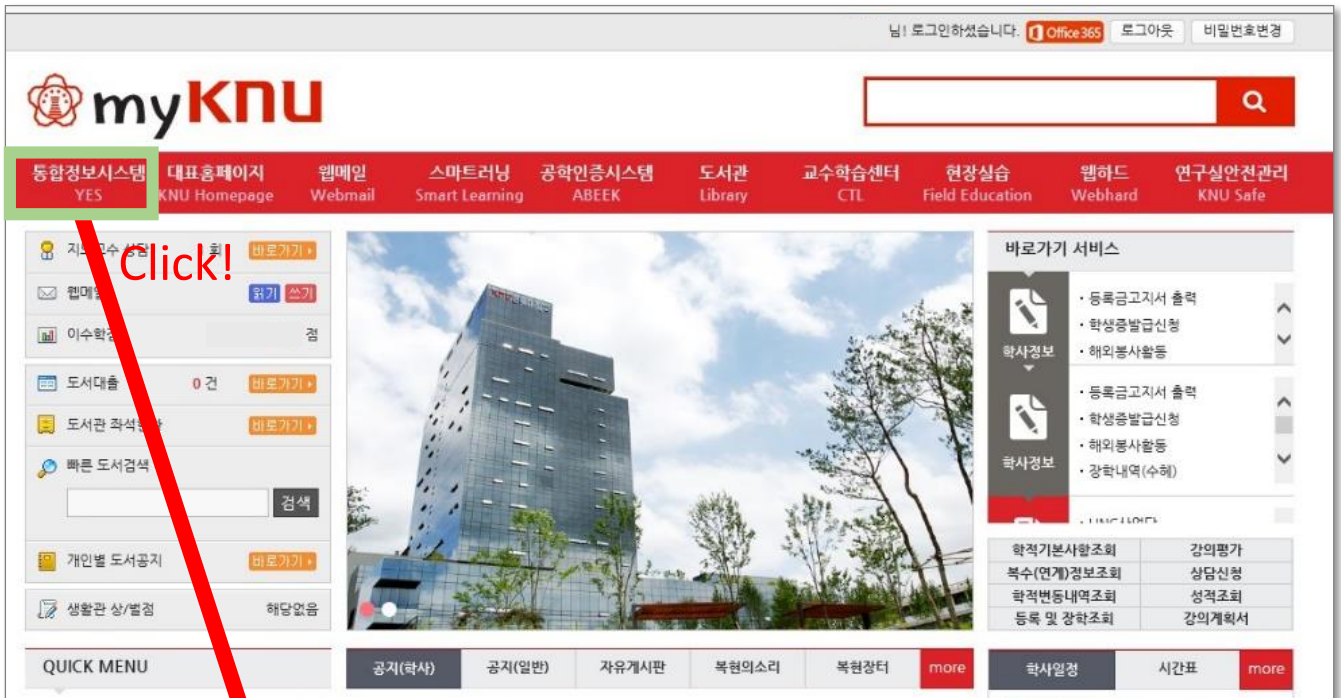 님! 로그인하셨습니다. Office 365 로그아웃 비밀번호변경
myKNU
통합정보시스템 대표홈페이지 웹메일 스마트러닝 공학인증시스템 도서관 교수학습센터 현장실습 웹하드 연구실안전관리
YES KNU Homepage Webmail Smart Learning ABEEK Library CTL Field Education Webhard KNU Safe
Click!
상담 회 바로가기
읽기 쓰기
점
도서대출 0 건 바로가기
도서관 바로가기
빠른 도서검색
검색
개인별 도서공지 바로가기
생활관 상/벌점 해당없음
QUICK MENU
바로가기 서비스
학사정보
· 등록금고지서 출력
· 학생증발급신청
· 해외봉사활동
학사정보
· 등록금고지서 출력
· 학생증발급신청
· 해외봉사활동
· 장학내역(수혜)
학적기본사항조회 강의평가
복수(연계)정보조회 상담신청
학적변동내역조회 성적조회
등록 및 장학조회 강의계획서
공지(학사) 공지(일반) 자유게시판 복현의소리 복현장터 more
학사일정 시간표 more